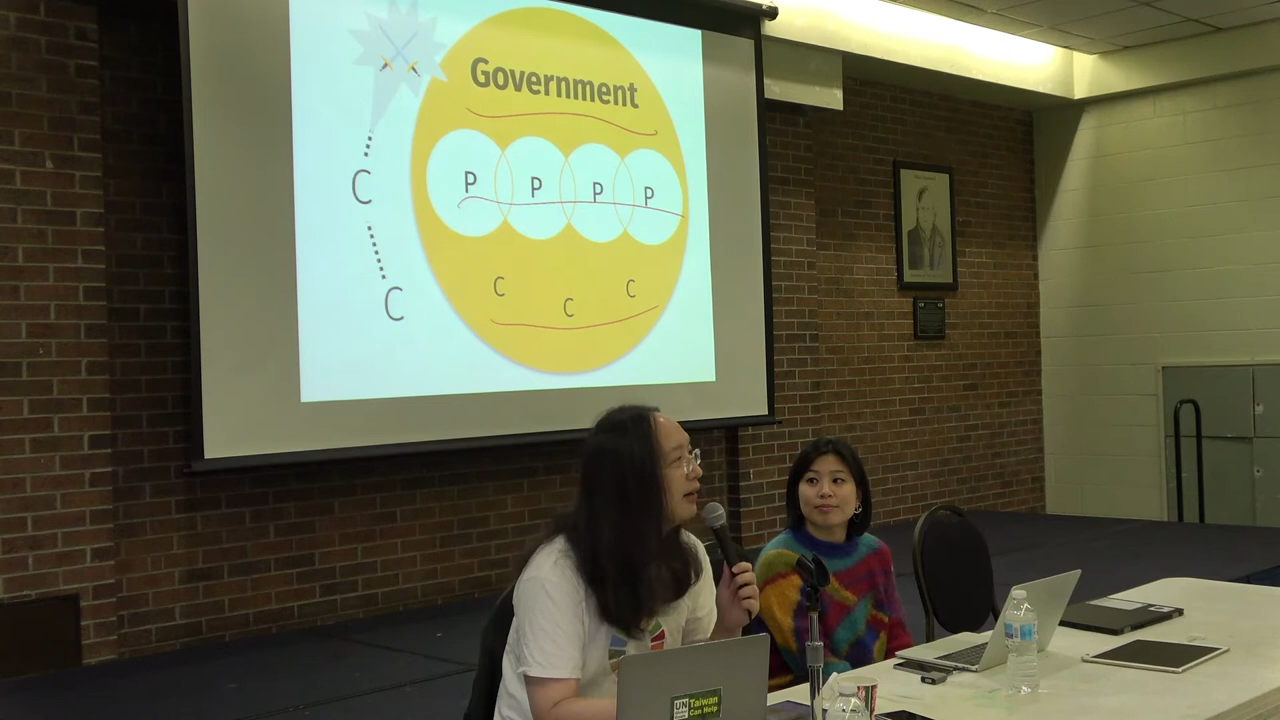 Government
P P P P
C
C C C
C
UN
Taiwan
Can Help